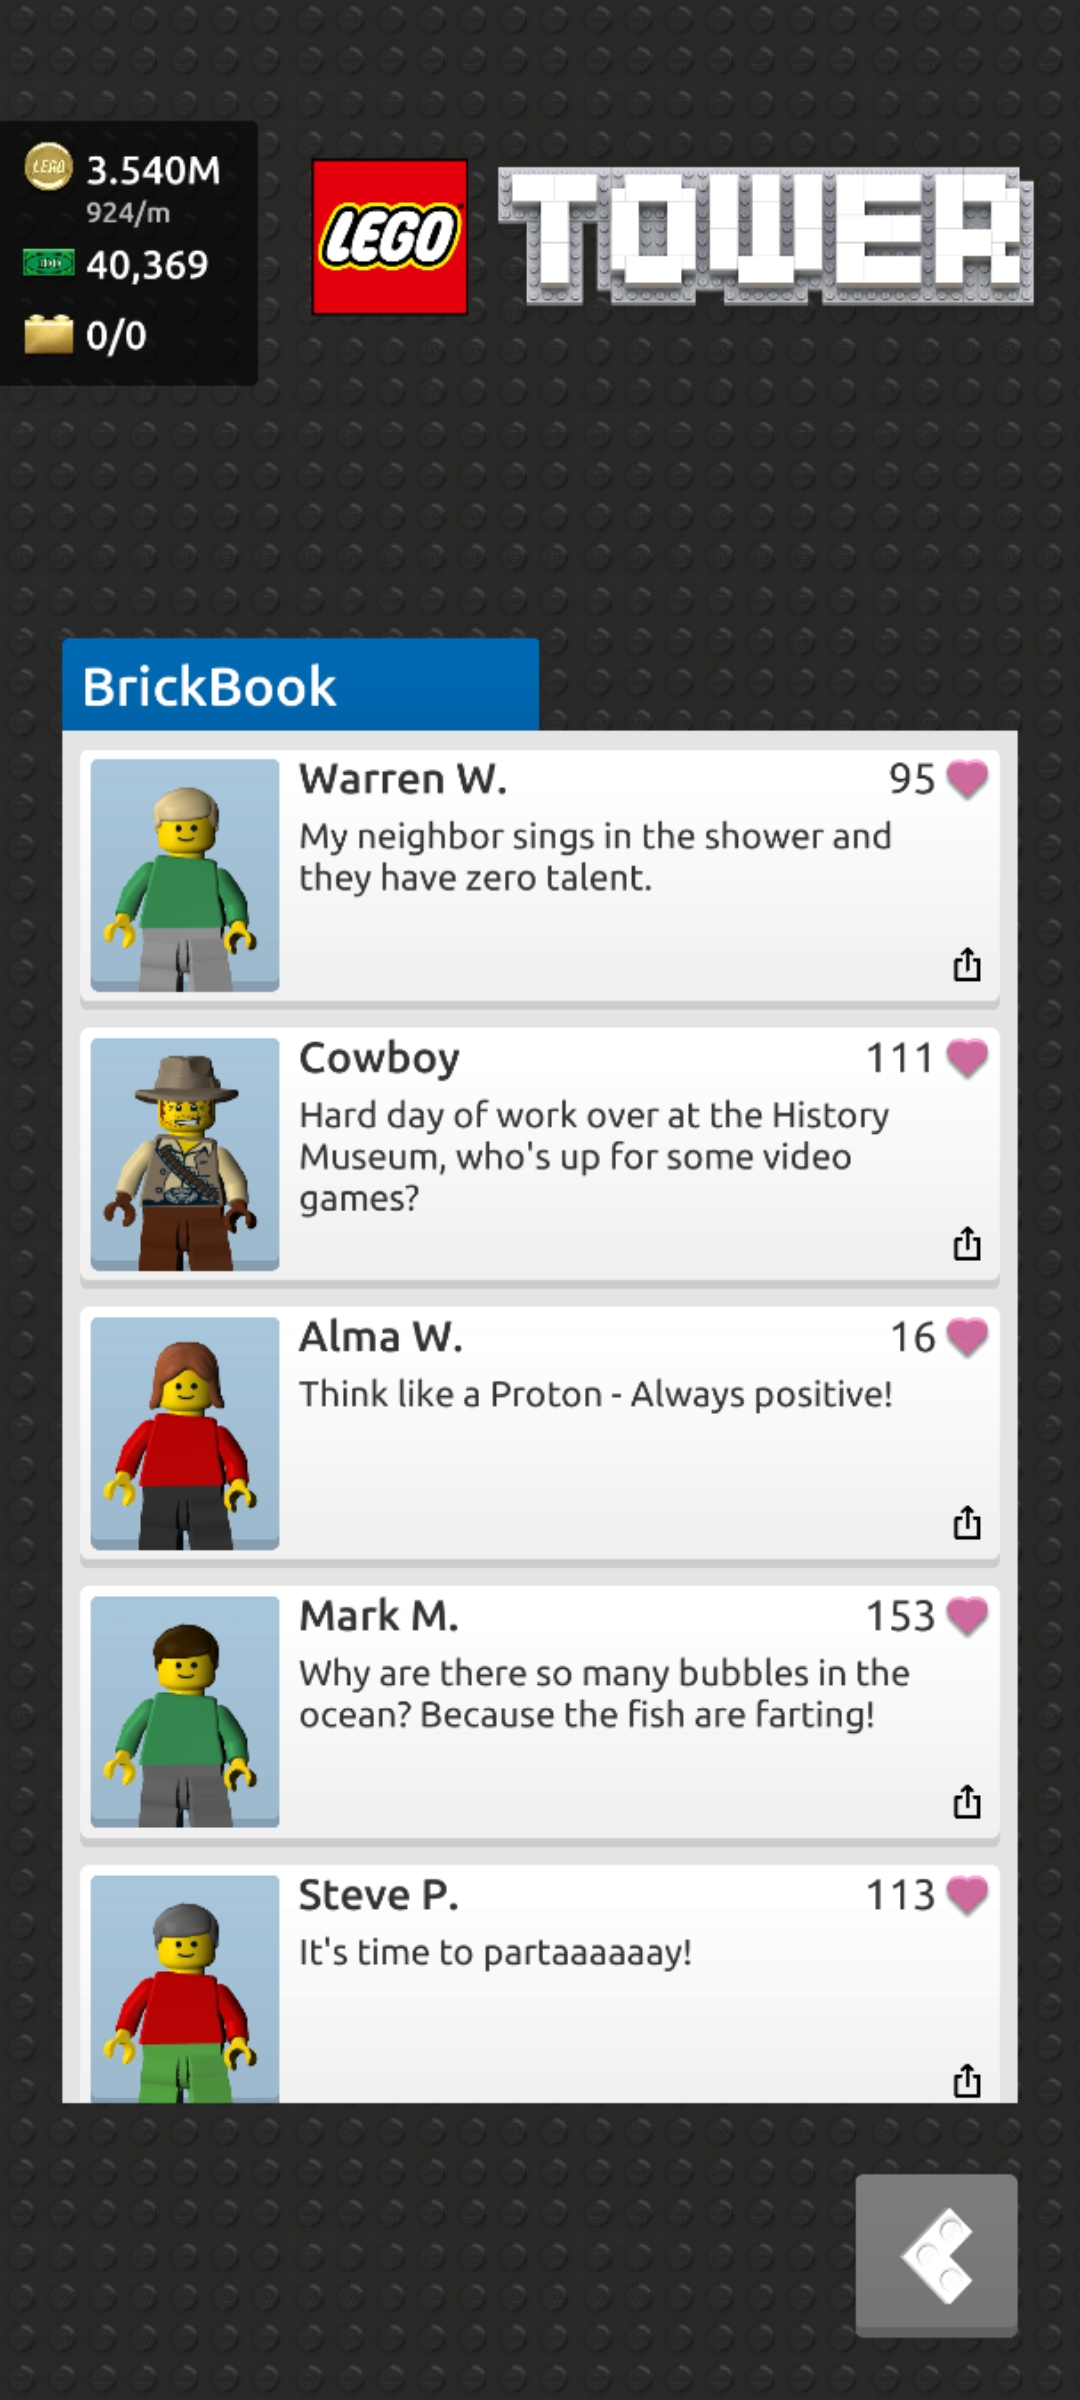 LEGO
3.540M
924/m
40,369
0/0
LEGO
TOWER
BrickBook
Warren W.
95
My neighbor sings in the shower and
they have zero talent.
Cowboy
111
Hard day of work over at the History
Museum, who's up for some video
games?
Alma W.
16
Think like a Proton - Always positive!
Mark M.
153
Why are there so many bubbles in the
ocean? Because the fish are farting!
Steve P.
113
It's time to partaaaaaay!